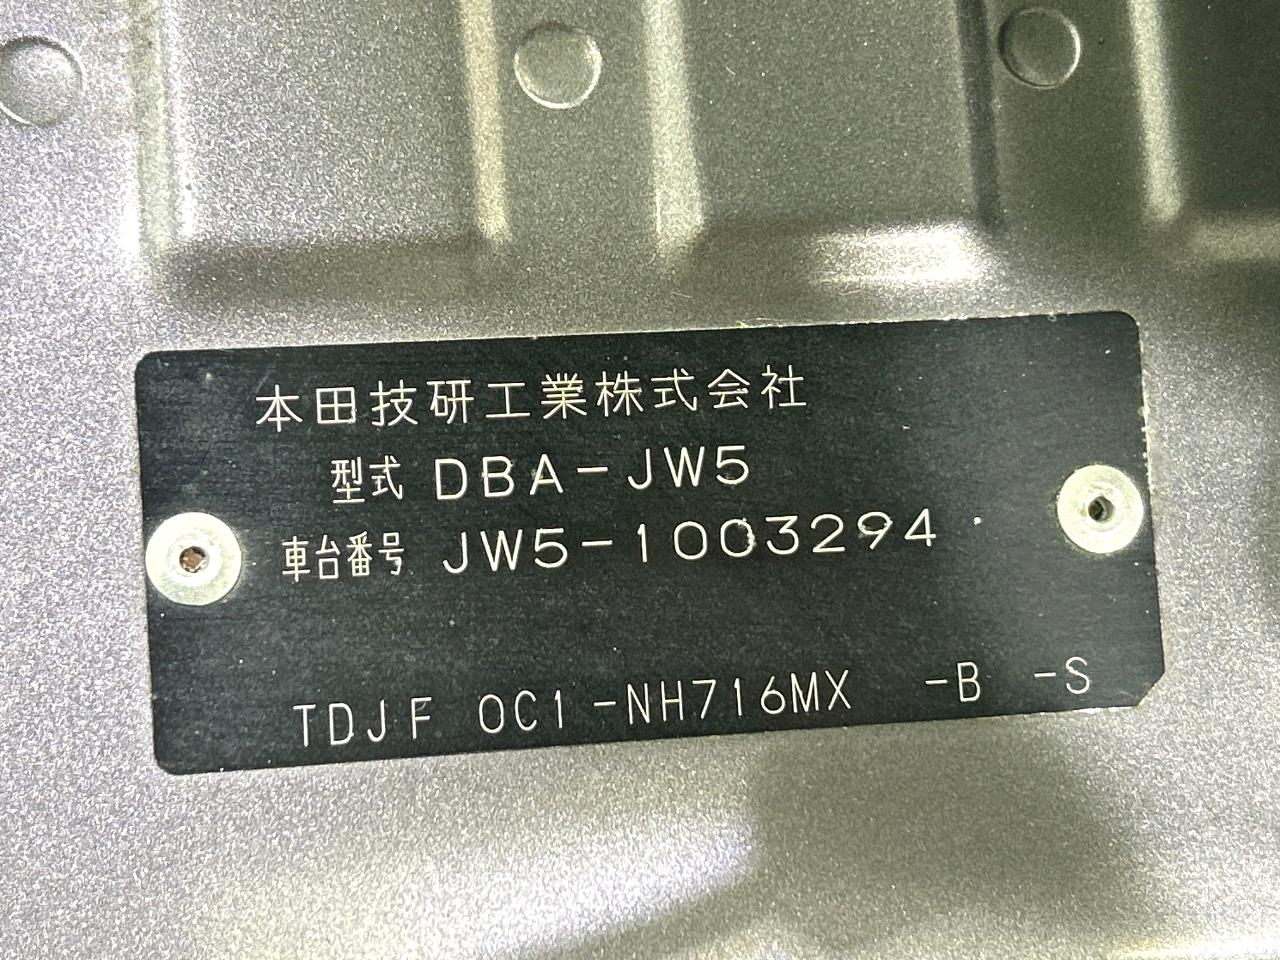 本田技研工業株式会社
型式 DBA-JW5
車台番号 JW5-1003294
TDJF 0C1-NH716MX -B -S